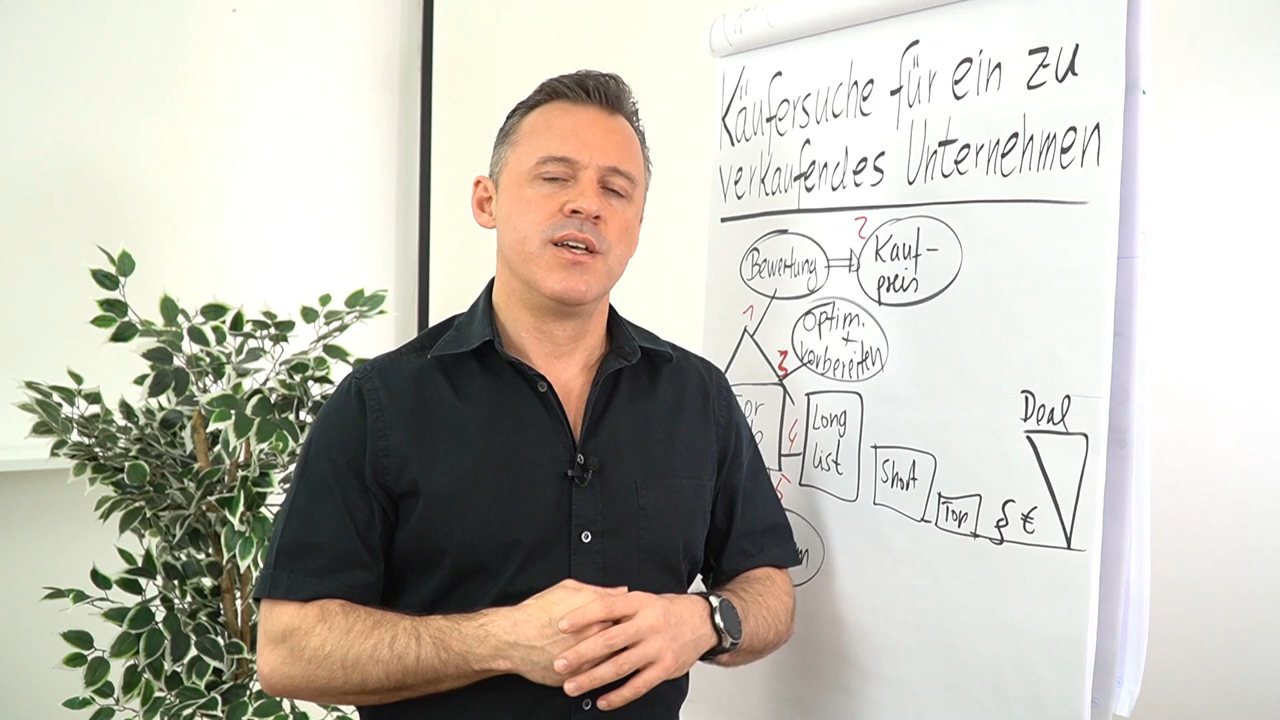 Käufersuche für ein zu
verkaufendes Unternehmen
2
Bewertung
Kauf-
preis
1
Optim.
+
vorbereiten
3
Deal
Long
list
4
Short
Top
§ €
5